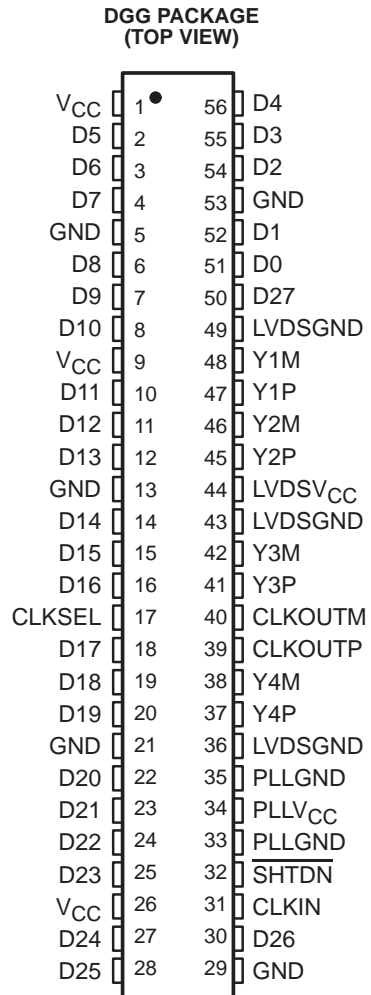 DGG PACKAGE
(TOP VIEW)
VCC 1 56 D4
D5 2 55 D3
D6 3 54 D2
D7 4 53 GND
GND 5 52 D1
D8 6 51 D0
D9 7 50 D27
D10 8 49 LVDSGND
VCC 9 48 Y1M
D11 10 47 Y1P
D12 11 46 Y2M
D13 12 45 Y2P
GND 13 44 LVDSVCC
D14 14 43 LVDSGND
D15 15 42 Y3M
D16 16 41 Y3P
CLKSEL 17 40 CLKOUTM
D17 18 39 CLKOUTP
D18 19 38 Y4M
D19 20 37 Y4P
GND 21 36 LVDSGND
D20 22 35 PLLGND
D21 23 34 PLLVCC
D22 24 33 PLLGND
D23 25 32 SHTDN
VCC 26 31 CLKIN
D24 27 30 D26
D25 28 29 GND